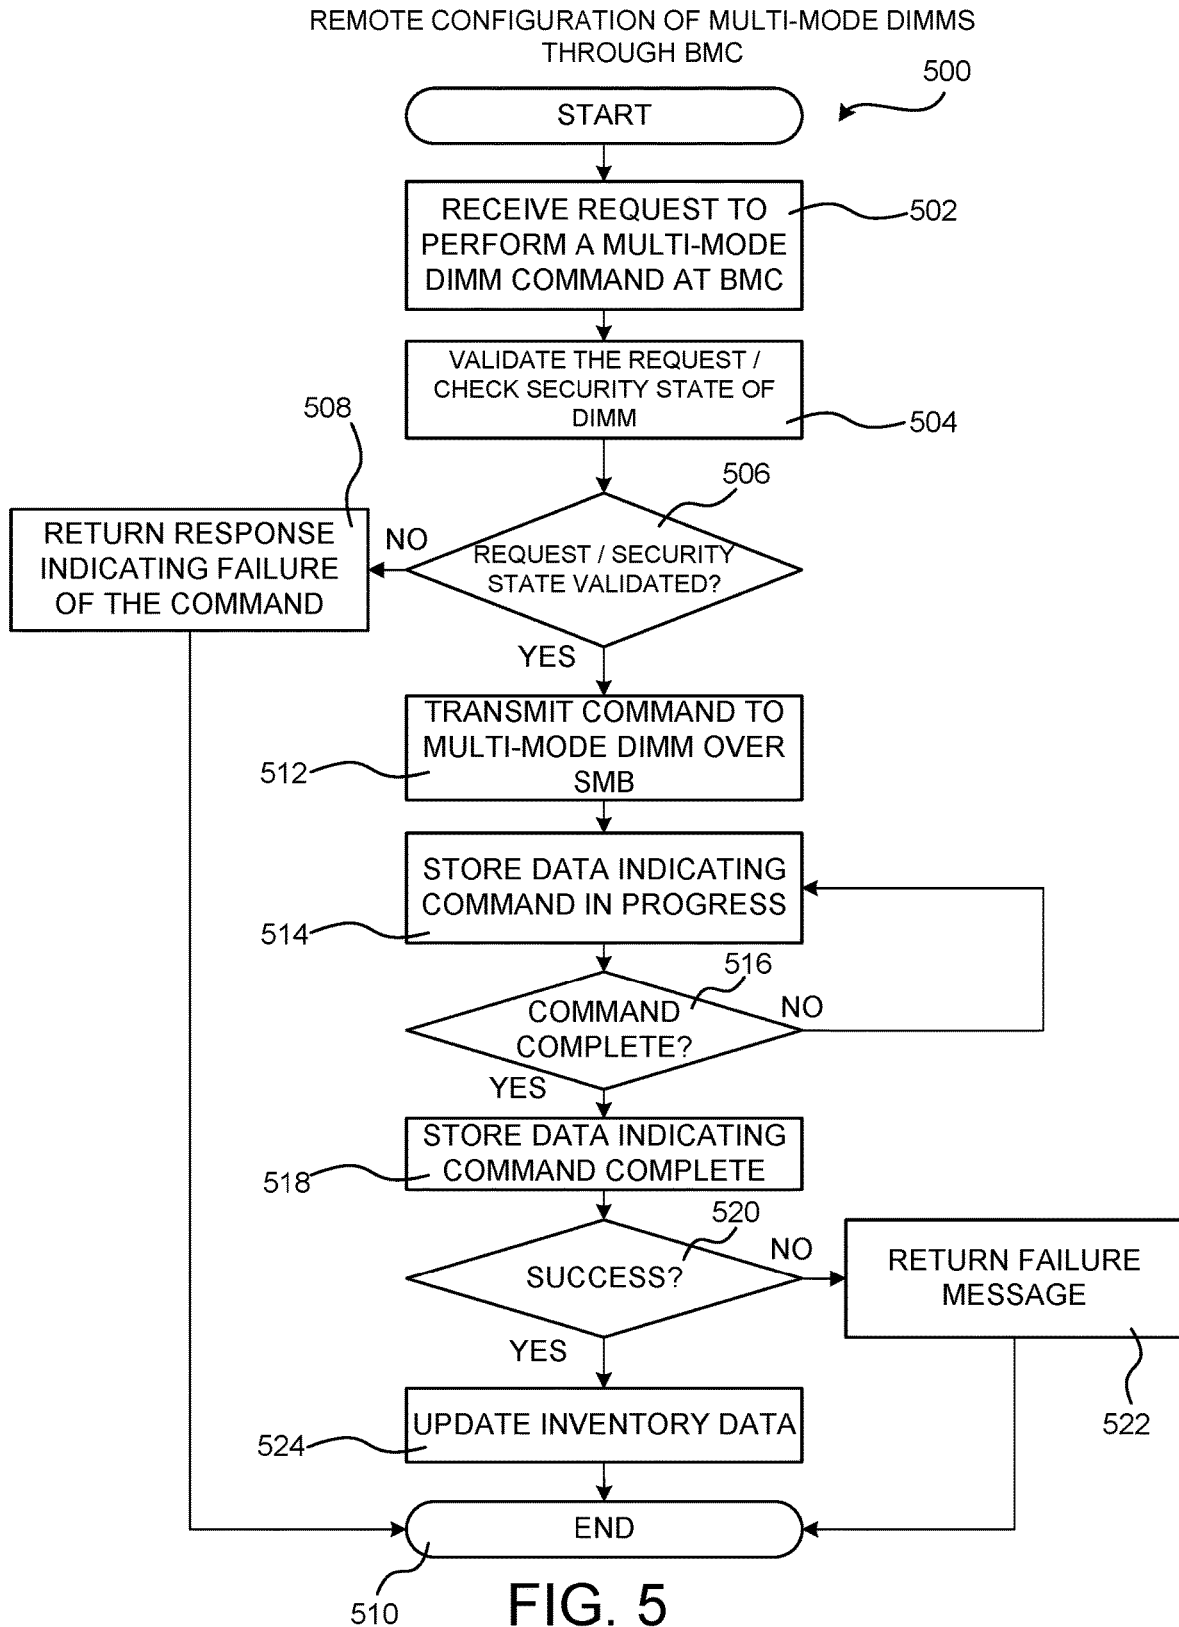 REMOTE CONFIGURATION OF MULTI-MODE DIMMS
THROUGH BMC
500
START
RECEIVE REQUEST TO
PERFORM A MULTI-MODE
DIMM COMMAND AT BMC
502
VALIDATE THE REQUEST /
CHECK SECURITY STATE OF
DIMM
504
508
506
RETURN RESPONSE
INDICATING FAILURE
OF THE COMMAND
NO
REQUEST / SECURITY
STATE VALIDATED?
YES
TRANSMIT COMMAND TO
MULTI-MODE DIMM OVER
SMB
512
STORE DATA INDICATING
COMMAND IN PROGRESS
514
516
COMMAND
COMPLETE?
NO
YES
STORE DATA INDICATING
COMMAND COMPLETE
518
520
SUCCESS?
NO
RETURN FAILURE
MESSAGE
YES
522
UPDATE INVENTORY DATA
524
END
510
FIG. 5